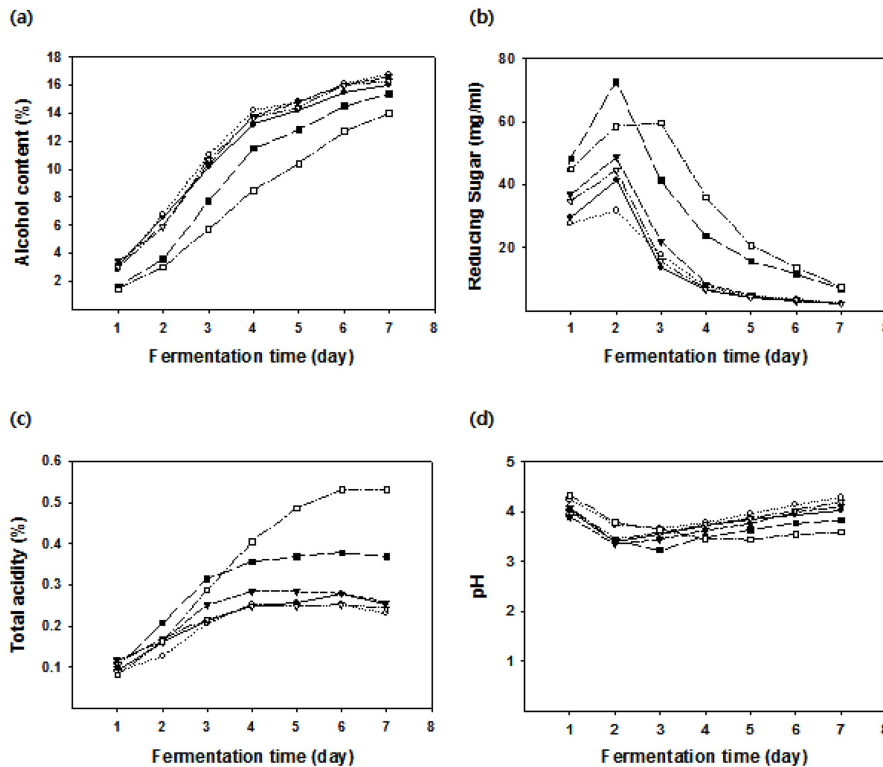 (a)
Alcohol content (%)
18
16
14
12
10
8
6
4
2
1 2 3 4 5 6 7 8
Fermentation time (day)
(b)
Reducing Sugar (mg/ml)
80
60
40
20
1 2 3 4 5 6 7 8
Fermentation time (day)
(c)
Total acidity (%)
0.6
0.5
0.4
0.3
0.2
0.1
1 2 3 4 5 6 7 8
Fermentation time (day)
(d)
pH
5
4
3
2
1
1 2 3 4 5 6 7 8
Fermentation time (day)